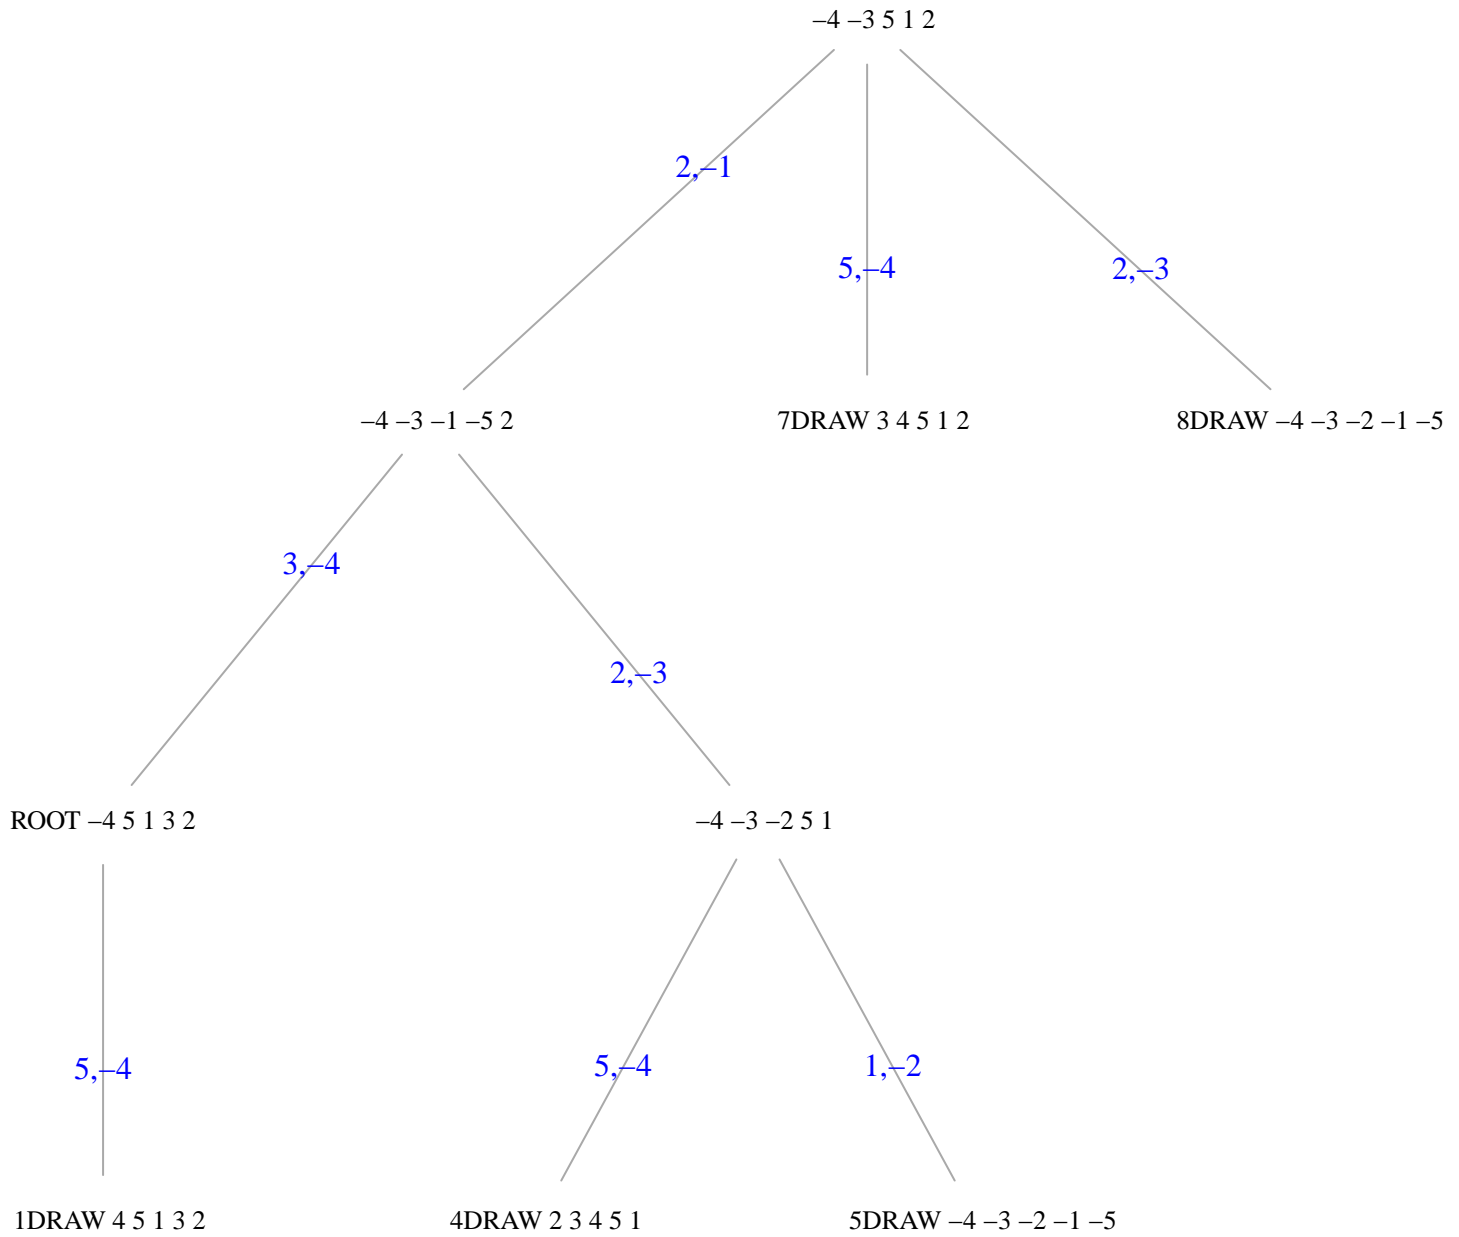 –4 –3 5 1 2
2,–1
5,–4
2,–3
–4 –3 –1 –5 2
7DRAW 3 4 5 1 2
8DRAW –4 –3 –2 –1 –5
3,–4
2,–3
ROOT –4 5 1 3 2
–4 –3 –2 5 1
5,–4
5,–4
1,–2
1DRAW 4 5 1 3 2
4DRAW 2 3 4 5 1
5DRAW –4 –3 –2 –1 –5